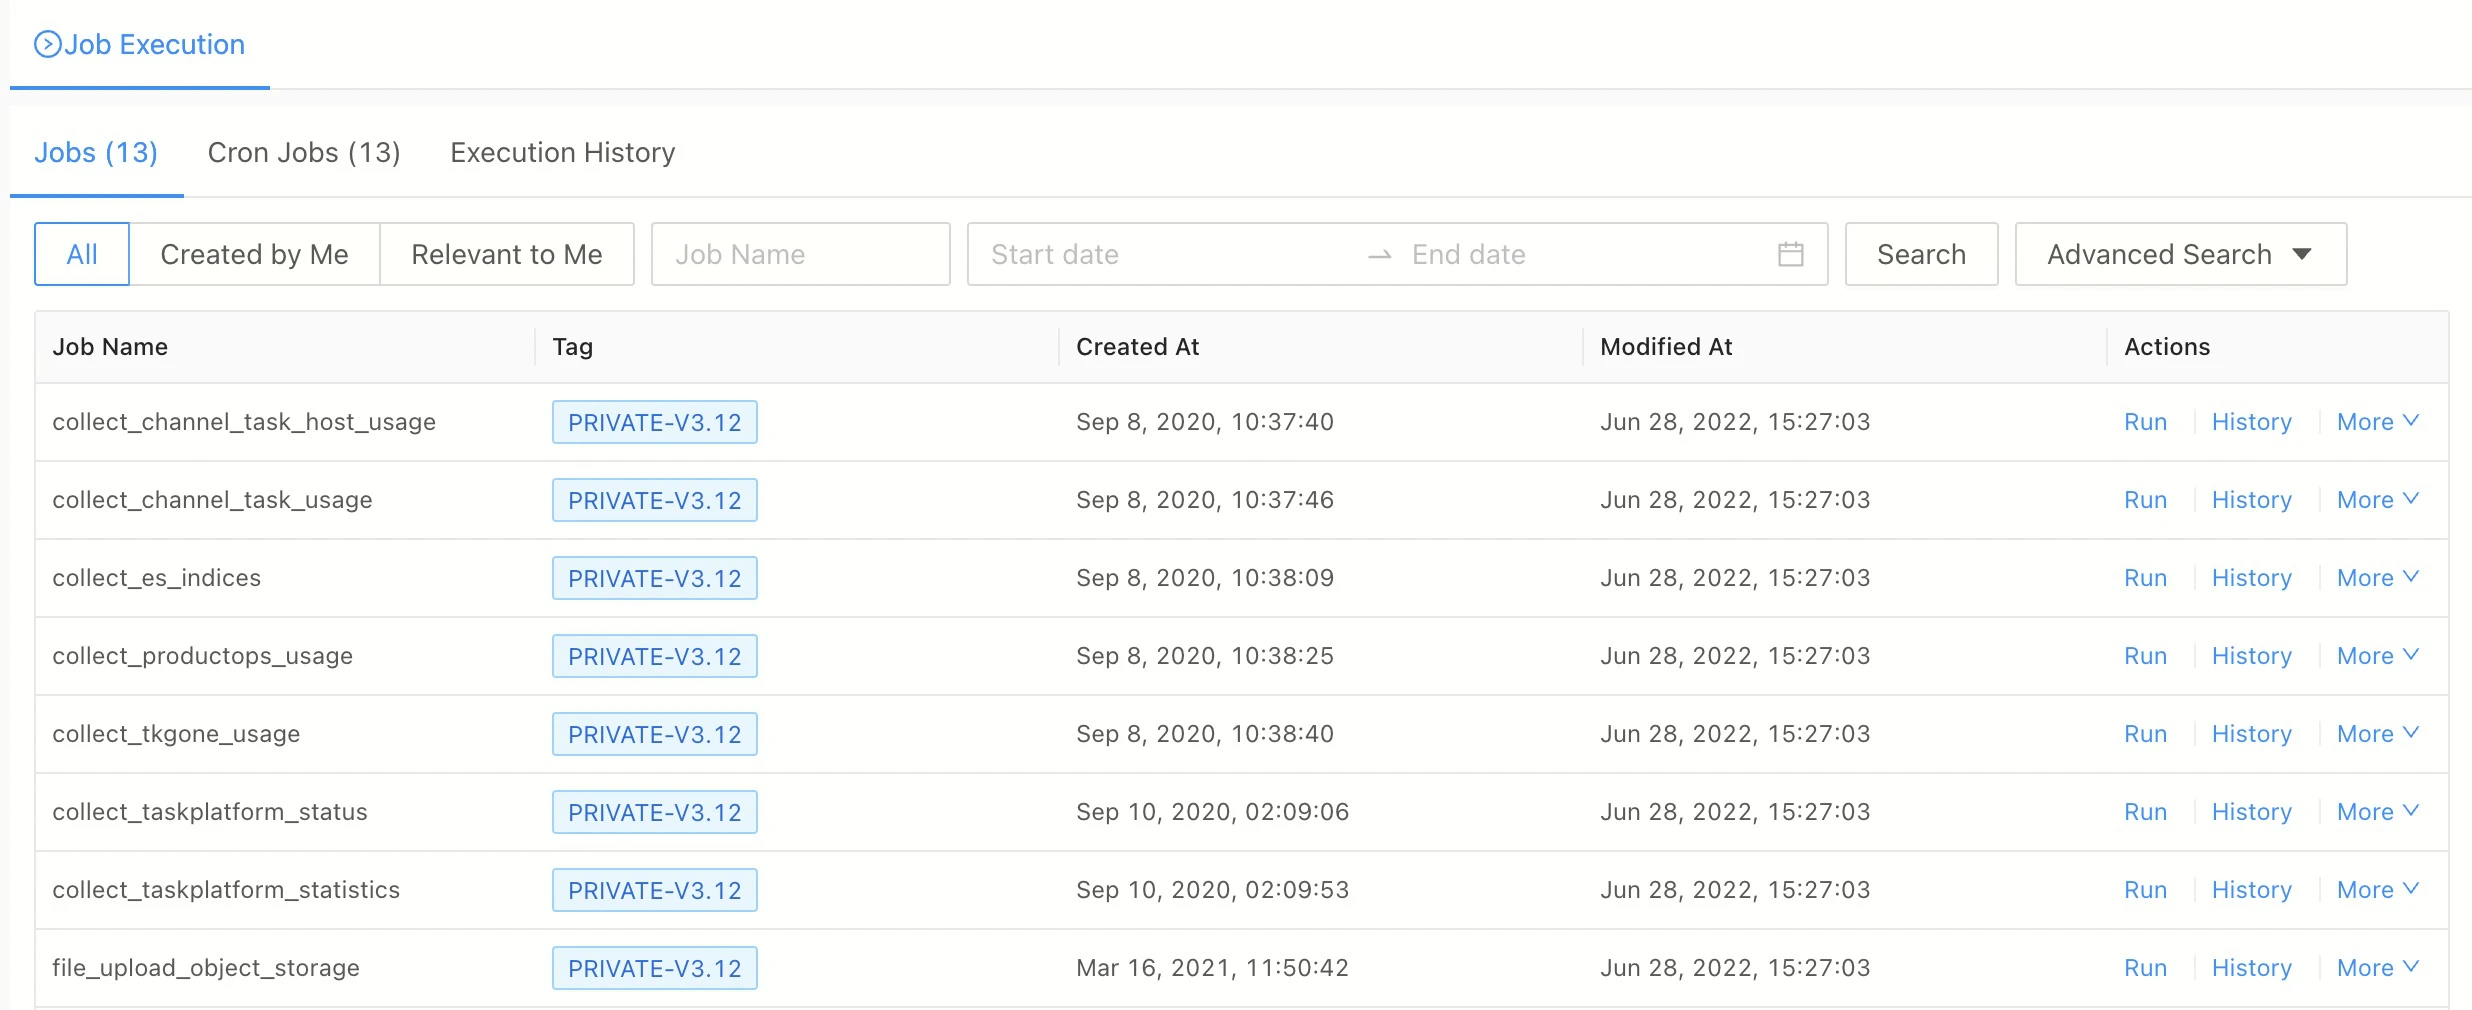 Job Execution
Jobs (13) Cron Jobs (13) Execution History
All Created by Me Relevant to Me Job Name Start date → End date Search Advanced Search
Job Name Tag Created At Modified At Actions
collect_channel_task_host_usage PRIVATE-V3.12 Sep 8, 2020, 10:37:40 Jun 28, 2022, 15:27:03 Run History More
collect_channel_task_usage PRIVATE-V3.12 Sep 8, 2020, 10:37:46 Jun 28, 2022, 15:27:03 Run History More
collect_es_indices PRIVATE-V3.12 Sep 8, 2020, 10:38:09 Jun 28, 2022, 15:27:03 Run History More
collect_productops_usage PRIVATE-V3.12 Sep 8, 2020, 10:38:25 Jun 28, 2022, 15:27:03 Run History More
collect_tkgone_usage PRIVATE-V3.12 Sep 8, 2020, 10:38:40 Jun 28, 2022, 15:27:03 Run History More
collect_taskplatform_status PRIVATE-V3.12 Sep 10, 2020, 02:09:06 Jun 28, 2022, 15:27:03 Run History More
collect_taskplatform_statistics PRIVATE-V3.12 Sep 10, 2020, 02:09:53 Jun 28, 2022, 15:27:03 Run History More
file_upload_object_storage PRIVATE-V3.12 Mar 16, 2021, 11:50:42 Jun 28, 2022, 15:27:03 Run History More